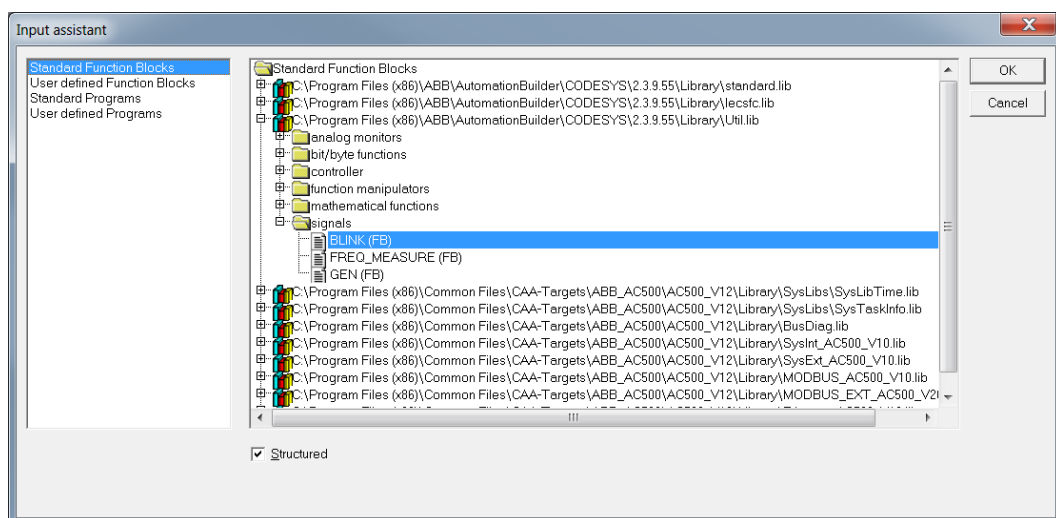 Input assistant
Standard Function Blocks
User defined Function Blocks
Standard Programs
User defined Programs
Standard Function Blocks
C:\Program Files (x86)\ABB\AutomationBuilder\CODESYS\2.3.9.55\Library\standard.lib
C:\Program Files (x86)\ABB\AutomationBuilder\CODESYS\2.3.9.55\Library\Iecsfc.lib
C:\Program Files (x86)\ABB\AutomationBuilder\CODESYS\2.3.9.55\Library\Util.lib
analog monitors
bit/byte functions
controller
function manipulators
mathematical functions
signals
BLINK (FB)
FREQ_MEASURE (FB)
GEN (FB)
C:\Program Files (x86)\Common Files\CAA-Targets\ABB_AC500\AC500_V12\Library\SysLibs\SysLibTime.lib
C:\Program Files (x86)\Common Files\CAA-Targets\ABB_AC500\AC500_V12\Library\SysLibs\SysTaskInfo.lib
C:\Program Files (x86)\Common Files\CAA-Targets\ABB_AC500\AC500_V12\Library\BusDiag.lib
C:\Program Files (x86)\Common Files\CAA-Targets\ABB_AC500\AC500_V12\Library\SysInt_AC500_V10.lib
C:\Program Files (x86)\Common Files\CAA-Targets\ABB_AC500\AC500_V12\Library\SysExt_AC500_V10.lib
C:\Program Files (x86)\Common Files\CAA-Targets\ABB_AC500\AC500_V12\Library\MODBUS_AC500_V10.lib
C:\Program Files (x86)\Common Files\CAA-Targets\ABB_AC500\AC500_V12\Library\MODBUS_EXT_AC500_V2
OK
Cancel
Structured